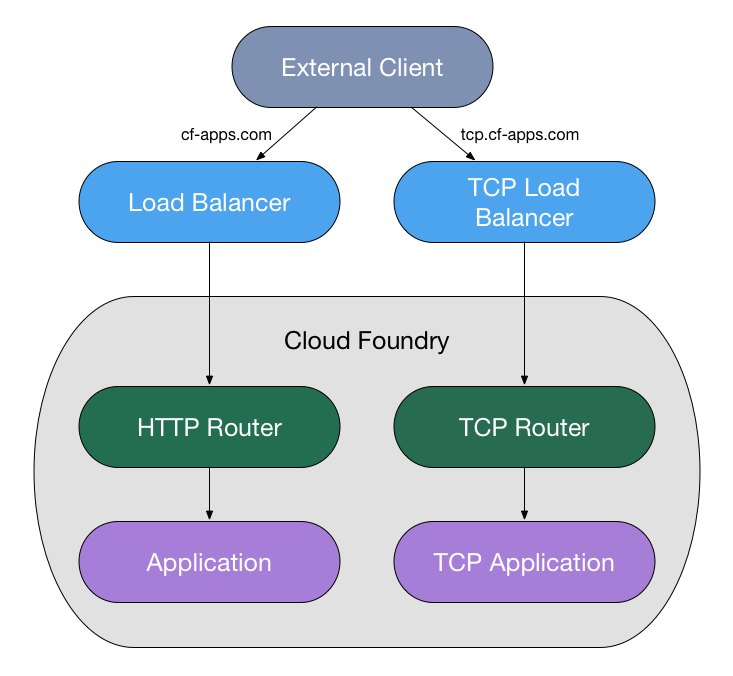 External Client
cf-apps.com
tcp.cf-apps.com
Load Balancer
TCP Load
Balancer
Cloud Foundry
HTTP Router
TCP Router
Application
TCP Application